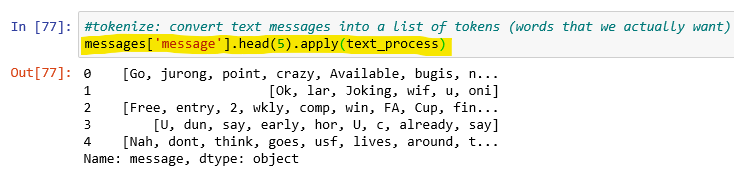 In [77]: #tokenize: convert text messages into a list of tokens (words that we actually want)
messages['message'].head(5).apply(text_process)
Out[77]: 0    [Go, jurong, point, crazy, Available, bugis, n...
1                        [Ok, lar, Joking, wif, u, oni]
2    [Free, entry, 2, wkly, comp, win, FA, Cup, fin...
3        [U, dun, say, early, hor, U, c, already, say]
4    [Nah, dont, think, goes, usf, lives, around, t...
Name: message, dtype: object